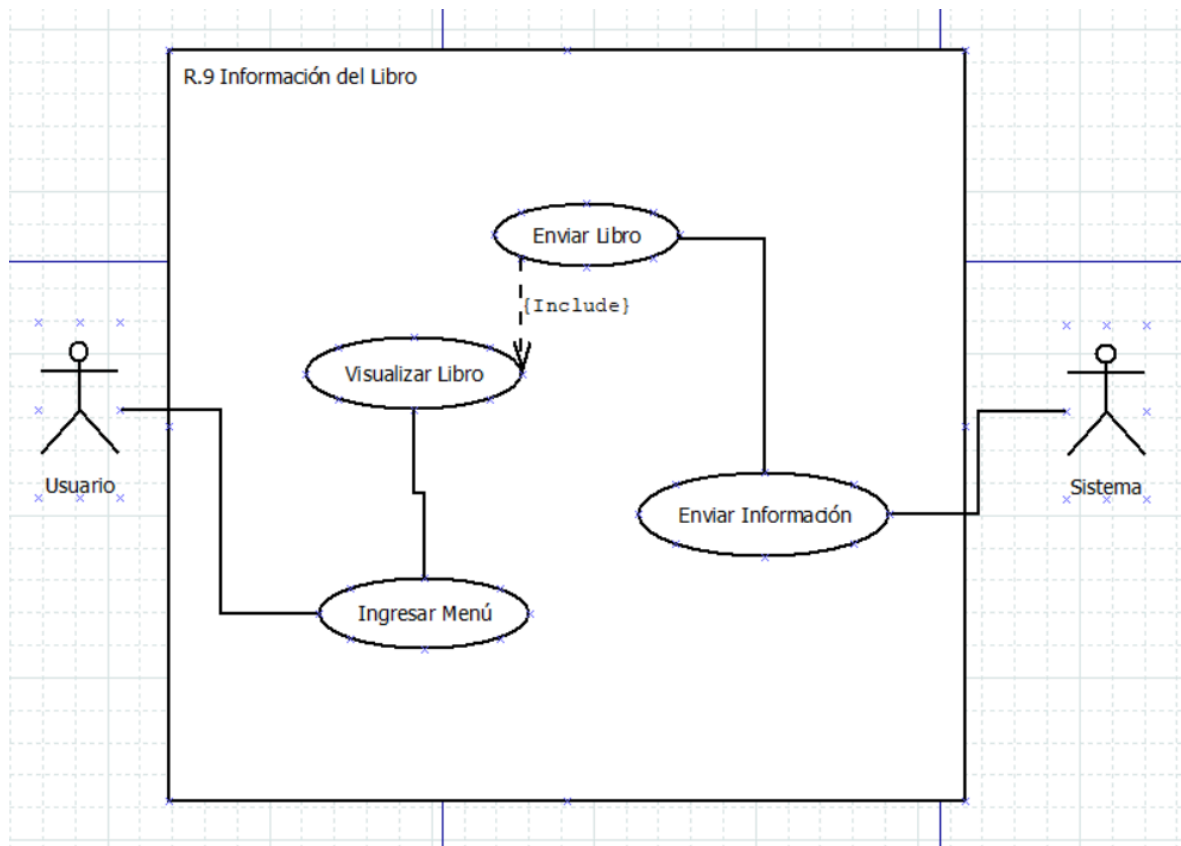 R.9 Información del Libro
Enviar Libro
{Include}
Visualizar Libro
Usuario
Sistema
Enviar Información
Ingresar Menú